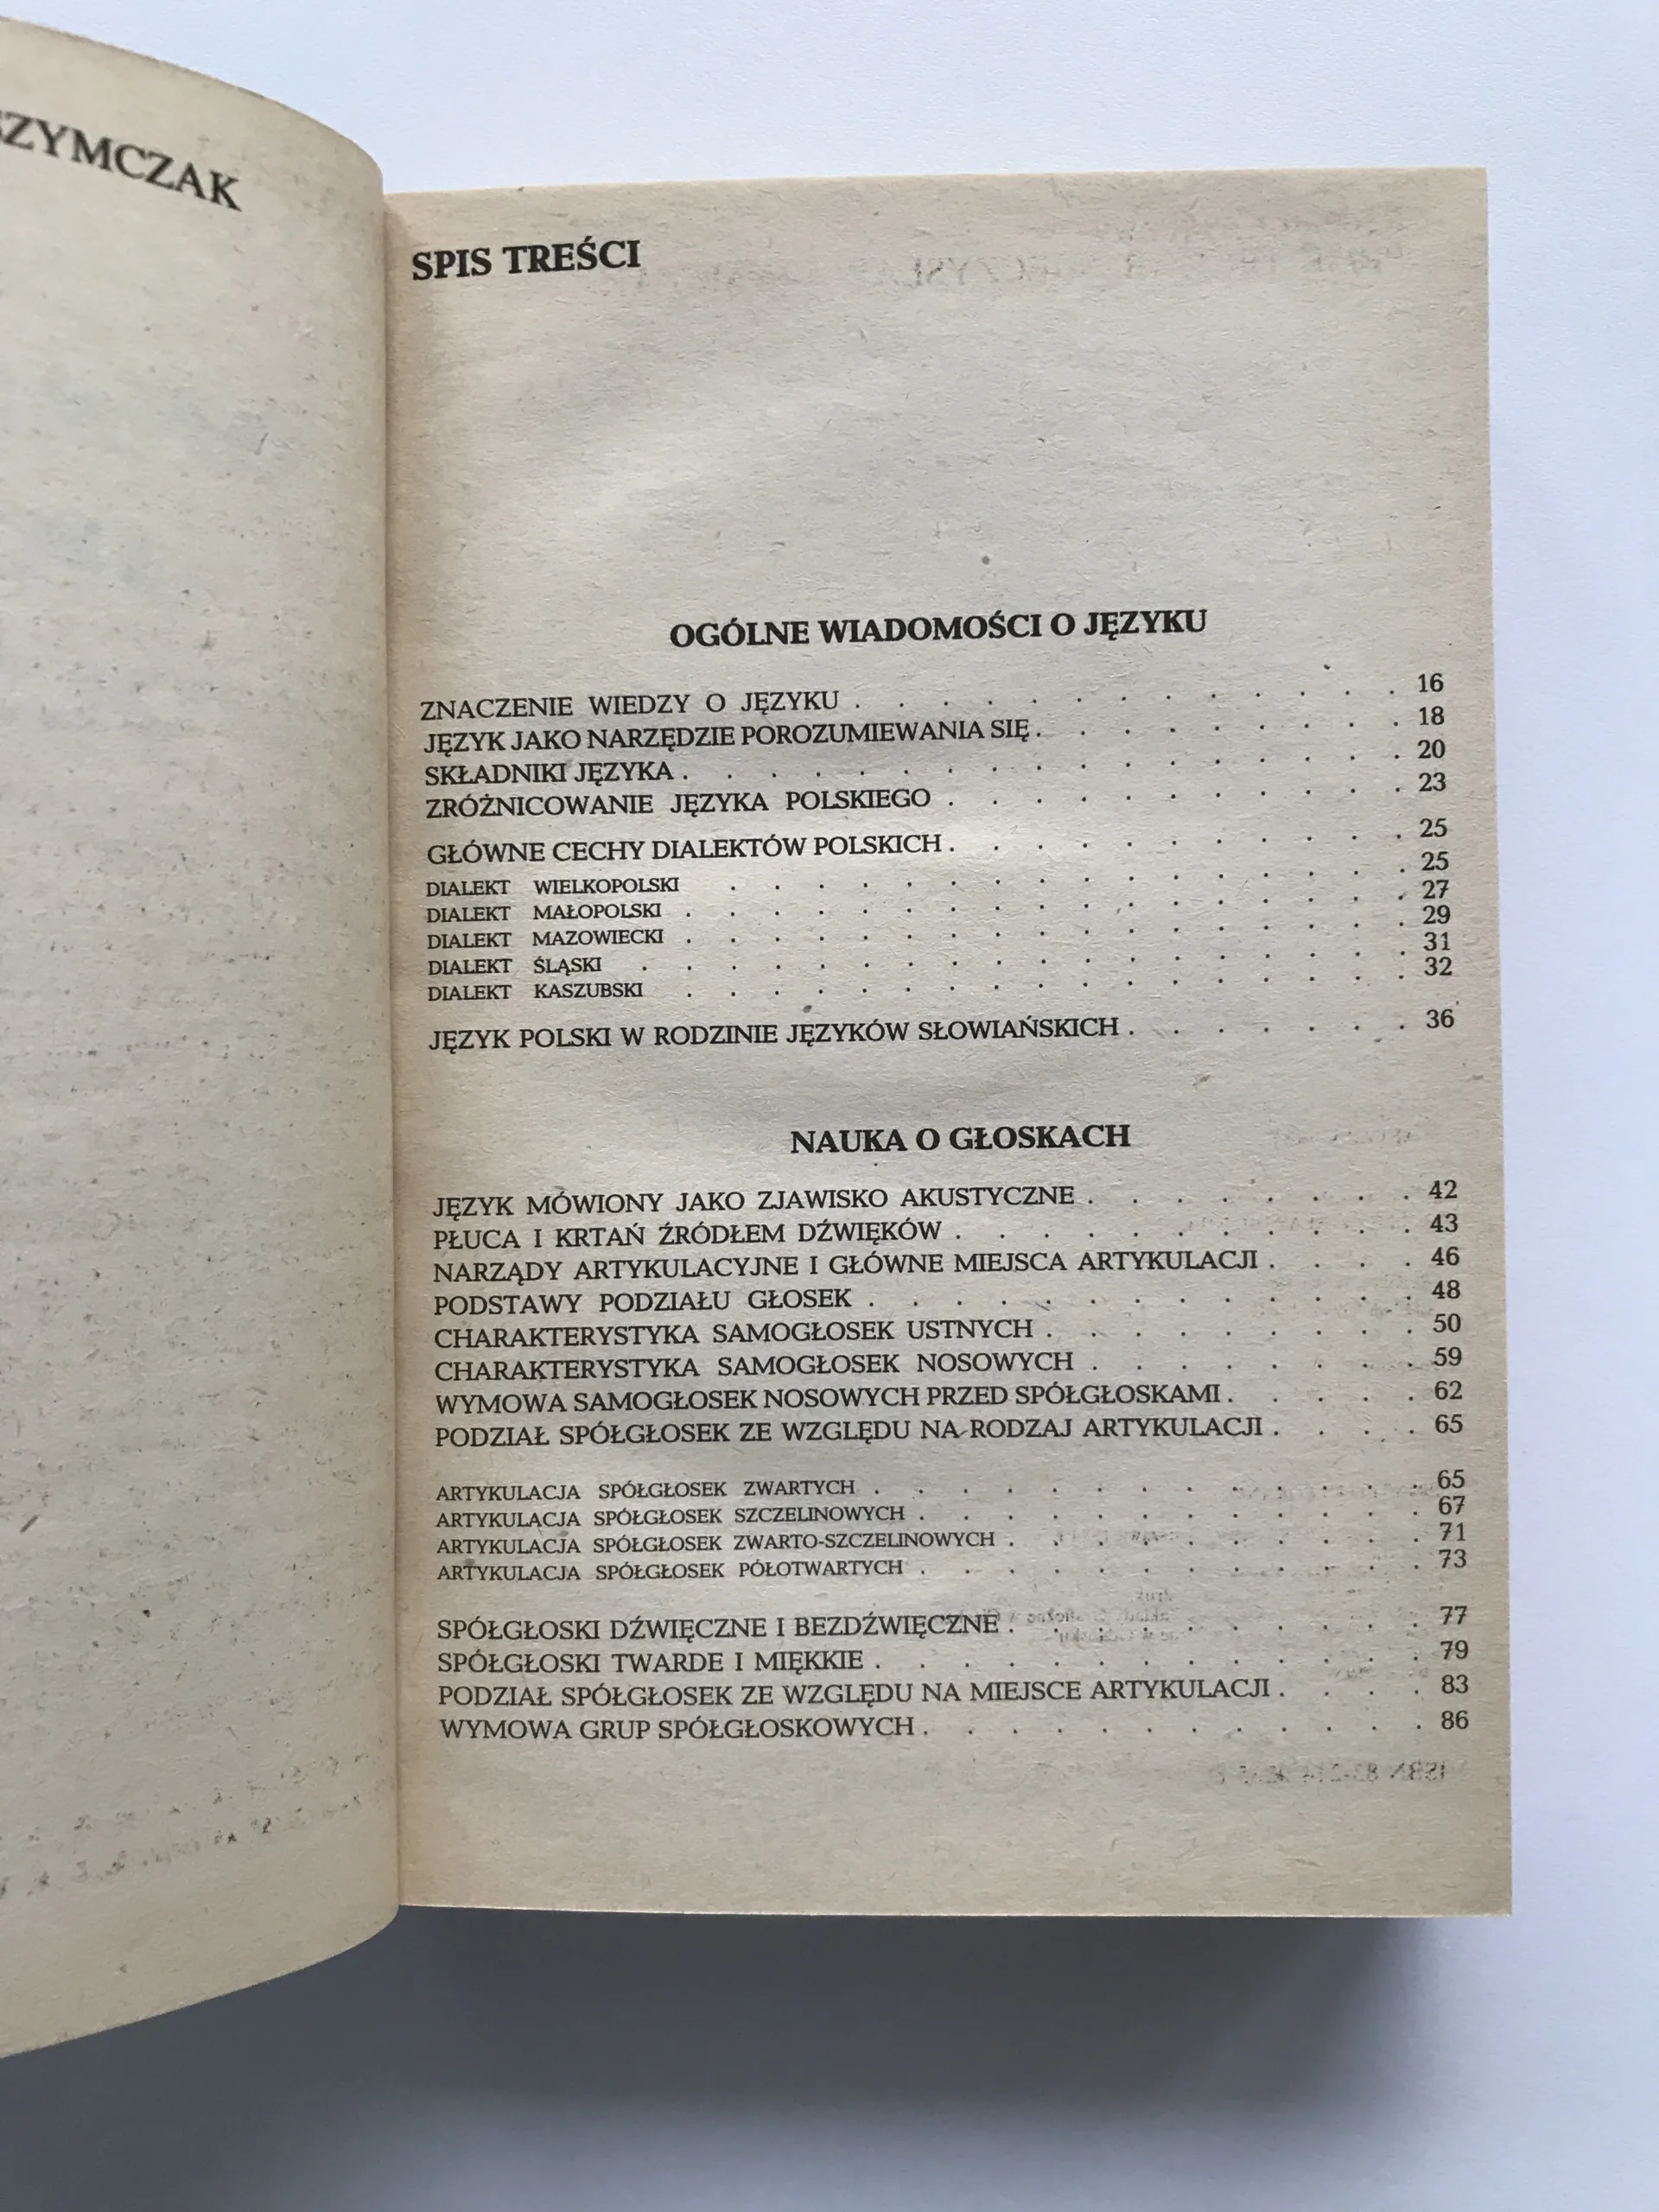 SZYMCZAK
SPIS TREŚCI
OGÓLNE WIADOMOŚCI O JĘZYKU
ZNACZENIE WIEDZY O JĘZYKU . . . . . . . . . . . . . 16
JĘZYK JAKO NARZĘDZIE POROZUMIEWANIA SIĘ . . . . . . . . . 18
SKŁADNIKI JĘZYKA . . . . . . . . . . . . . . . . . 20
ZRÓŻNICOWANIE JĘZYKA POLSKIEGO . . . . . . . . . . . 23
GŁÓWNE CECHY DIALEKTÓW POLSKICH . . . . . . . . . . . 25
DIALEKT WIELKOPOLSKI . . . . . . . . . . . . . . . . 25
DIALEKT MAŁOPOLSKI . . . . . . . . . . . . . . . . . 27
DIALEKT MAZOWIECKI . . . . . . . . . . . . . . . . . 29
DIALEKT ŚLĄSKI . . . . . . . . . . . . . . . . . . 31
DIALEKT KASZUBSKI . . . . . . . . . . . . . . . . . 32
JĘZYK POLSKI W RODZINIE JĘZYKÓW SŁOWIAŃSKICH . . . . . . . 36
NAUKA O GŁOSKACH
JĘZYK MÓWIONY JAKO ZJAWISKO AKUSTYCZNE . . . . . . . . 42
PŁUCA I KRTAŃ ŹRÓDŁEM DŹWIĘKÓW . . . . . . . . . . . 43
NARZĄDY ARTYKULACYJNE I GŁÓWNE MIEJSCA ARTYKULACJI . . . . 46
PODSTAWY PODZIAŁU GŁOSEK . . . . . . . . . . . . . 48
CHARAKTERYSTYKA SAMOGŁOSEK USTNYCH . . . . . . . . . 50
CHARAKTERYSTYKA SAMOGŁOSEK NOSOWYCH . . . . . . . . 59
WYMOWA SAMOGŁOSEK NOSOWYCH PRZED SPÓŁGŁOSKAMI . . . . . 62
PODZIAŁ SPÓŁGŁOSEK ZE WZGLĘDU NA RODZAJ ARTYKULACJI . . . . 65
ARTYKULACJA SPÓŁGŁOSEK ZWARTYCH . . . . . . . . . . . . . 65
ARTYKULACJA SPÓŁGŁOSEK SZCZELINOWYCH . . . . . . . . . . . . 67
ARTYKULACJA SPÓŁGŁOSEK ZWARTO-SZCZELINOWYCH . . . . . . . . . . 71
ARTYKULACJA SPÓŁGŁOSEK PÓŁOTWARTYCH . . . . . . . . . . . . 73
SPÓŁGŁOSKI DŹWIĘCZNE I BEZDŹWIĘCZNE . . . . . . . . . . 77
SPÓŁGŁOSKI TWARDE I MIĘKKIE . . . . . . . . . . . . . 79
PODZIAŁ SPÓŁGŁOSEK ZE WZGLĘDU NA MIEJSCE ARTYKULACJI . . . . 83
WYMOWA GRUP SPÓŁGŁOSKOWYCH . . . . . . . . . . . . 86